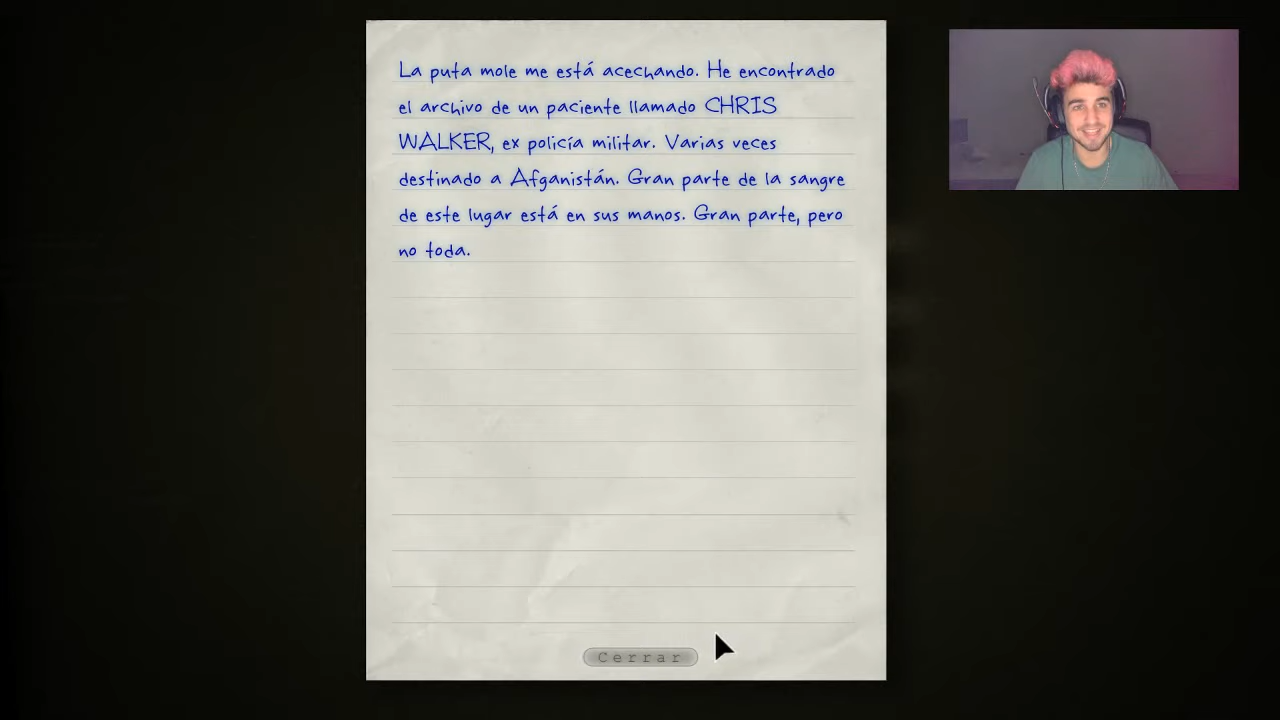 La puta mole me está acechando. He encontrado
el archivo de un paciente llamado CHRIS
WALKER, ex policía militar. Varias veces
destinado a Afganistán. Gran parte de la sangre
de este lugar está en sus manos. Gran parte, pero
no toda.
Cerrar